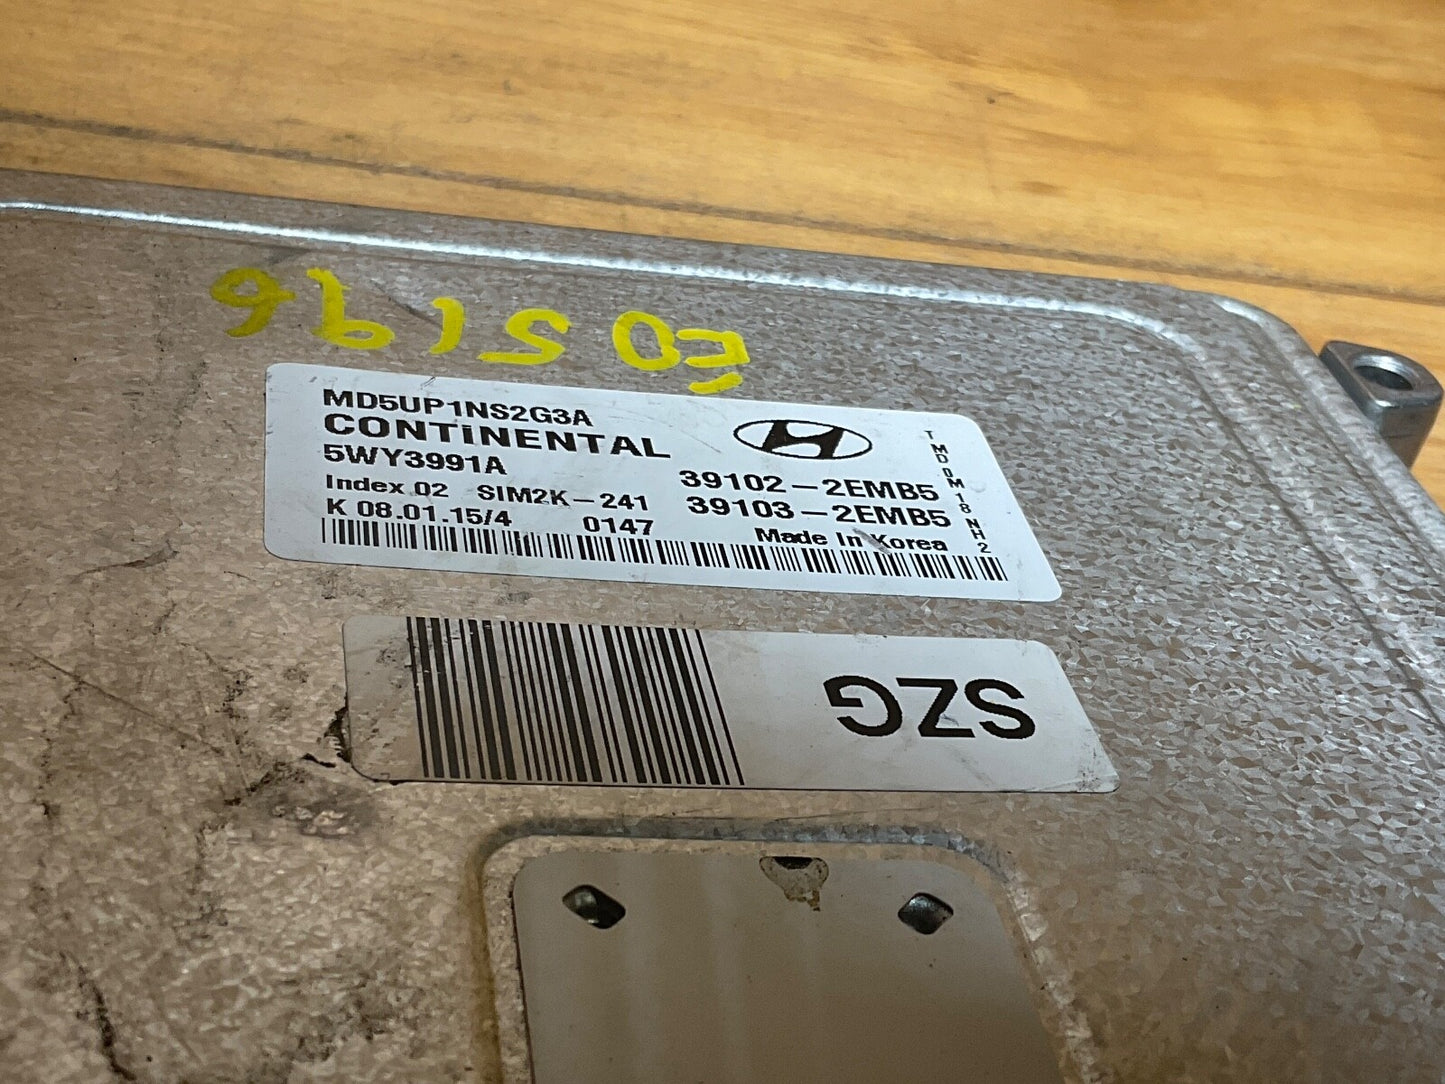 E05196
MD5UP1NS2G3A
CONTiNENTAL
5WY3991A
Index 02 SIM2K-241
K 08.01.15/4 0147
39102-2EMB5
39103-2EMB5
Made In Korea
TMD0M18NH2
SZG